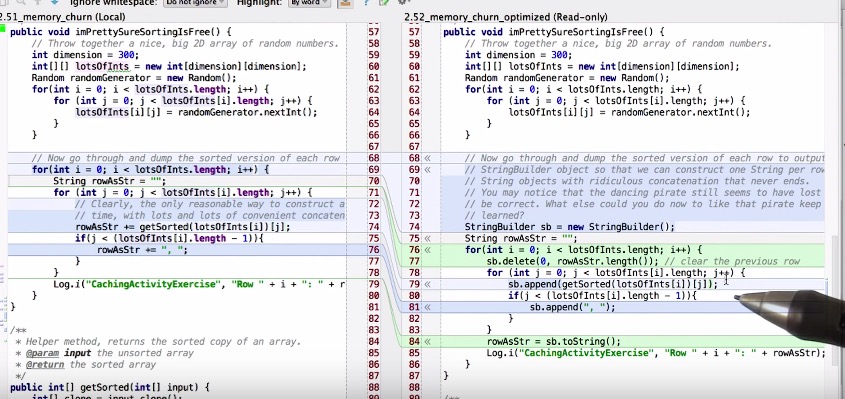 Ignore whitespace: Do not ignore Highlight: By word
2.51_memory_churn (Local)
public void imPrettySureSortingIsFree() {
// Throw together a nice, big 2D array of random numbers.
int dimension = 300;
int[][] lotsOfInts = new int[dimension][dimension];
Random randomGenerator = new Random();
for(int i = 0; i < lotsOfInts.length; i++) {
for (int j = 0; j < lotsOfInts[i].length; j++) {
lotsOfInts[i][j] = randomGenerator.nextInt();
}
}
// Now go through and dump the sorted version of each row
for(int i = 0; i < lotsOfInts.length; i++) {
String rowAsStr = "";
for (int j = 0; j < lotsOfInts[i].length; j++) {
// Clearly, the only reasonable way to construct a
// time, with lots and lots of convenient concaten
rowAsStr += getSorted(lotsOfInts[i])[j];
if(j < (lotsOfInts[i].length - 1)){
rowAsStr += ", ";
}
}
Log.i("CachingActivityExercise", "Row " + i + ": " + r
}
}
/**
* Helper method, returns the sorted copy of an array.
* @param input the unsorted array
* @return the sorted array
*/
public int[] getSorted(int[] input) {
int[] clone = input.clone();
57
58
59
60
61
62
63
64
65
66
67
68
69
70
71
72
73
74
75
76
77
78
79
80
81
82
83
84
85
86
87
88
2.52_memory_churn_optimized (Read-only)
57 public void imPrettySureSortingIsFree() {
58 // Throw together a nice, big 2D array of random numbers.
59 int dimension = 300;
60 int[][] lotsOfInts = new int[dimension][dimension];
61 Random randomGenerator = new Random();
62 for(int i = 0; i < lotsOfInts.length; i++) {
63 for (int j = 0; j < lotsOfInts[i].length; j++) {
64 lotsOfInts[i][j] = randomGenerator.nextInt();
65 }
66 }
67
68 « // Now go through and dump the sorted version of each row to output
69 « // StringBuilder object so that we can construct one String per row
70 // String objects with ridiculous concatenation that never ends.
71 // You may notice that the dancing pirate still seems to have lost
72 // be correct. What else could you do now to like that pirate keep
73 // learned?
74 StringBuilder sb = new StringBuilder();
75 « String rowAsStr = "";
76 « for(int i = 0; i < lotsOfInts.length; i++) {
77 sb.delete(0, rowAsStr.length()); // clear the previous row
78 for (int j = 0; j < lotsOfInts[i].length; j++) {
79 « sb.append(getSorted(lotsOfInts[i])[j]);
80 if(j < (lotsOfInts[i].length - 1)){
81 « sb.append(", ");
82 }
83 }
84 « rowAsStr = sb.toString();
85 Log.i("CachingActivityExercise", "Row " + i + ": " + rowAsStr);
86 }
87 }
88